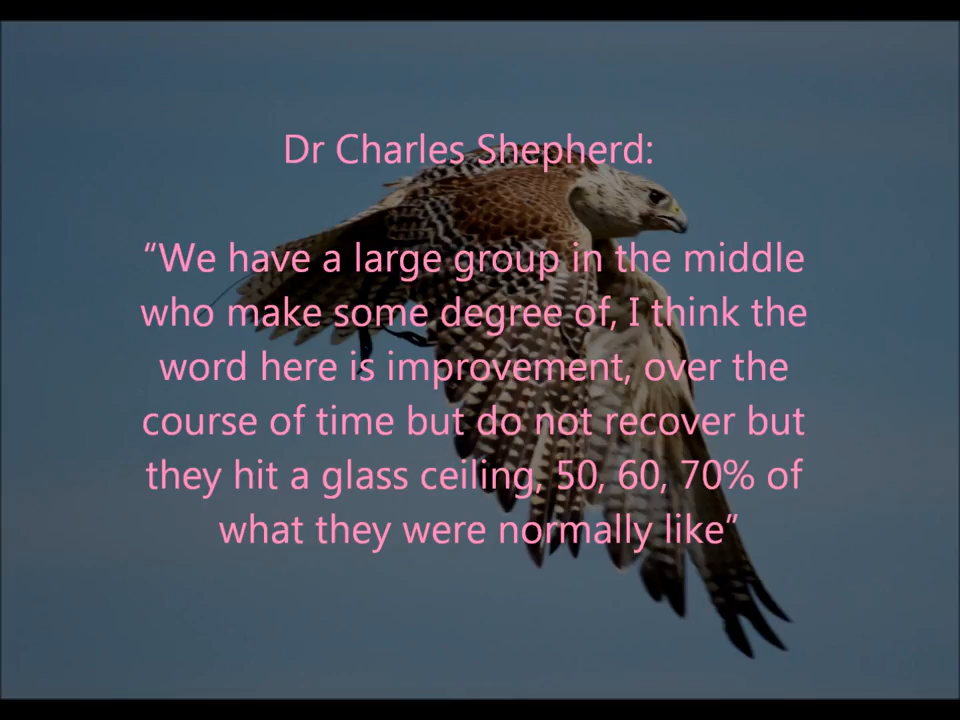 Dr Charles Shepherd:
“We have a large group in the middle
who make some degree of, I think the
word here is improvement, over the
course of time but do not recover but
they hit a glass ceiling, 50, 60, 70% of
what they were normally like”